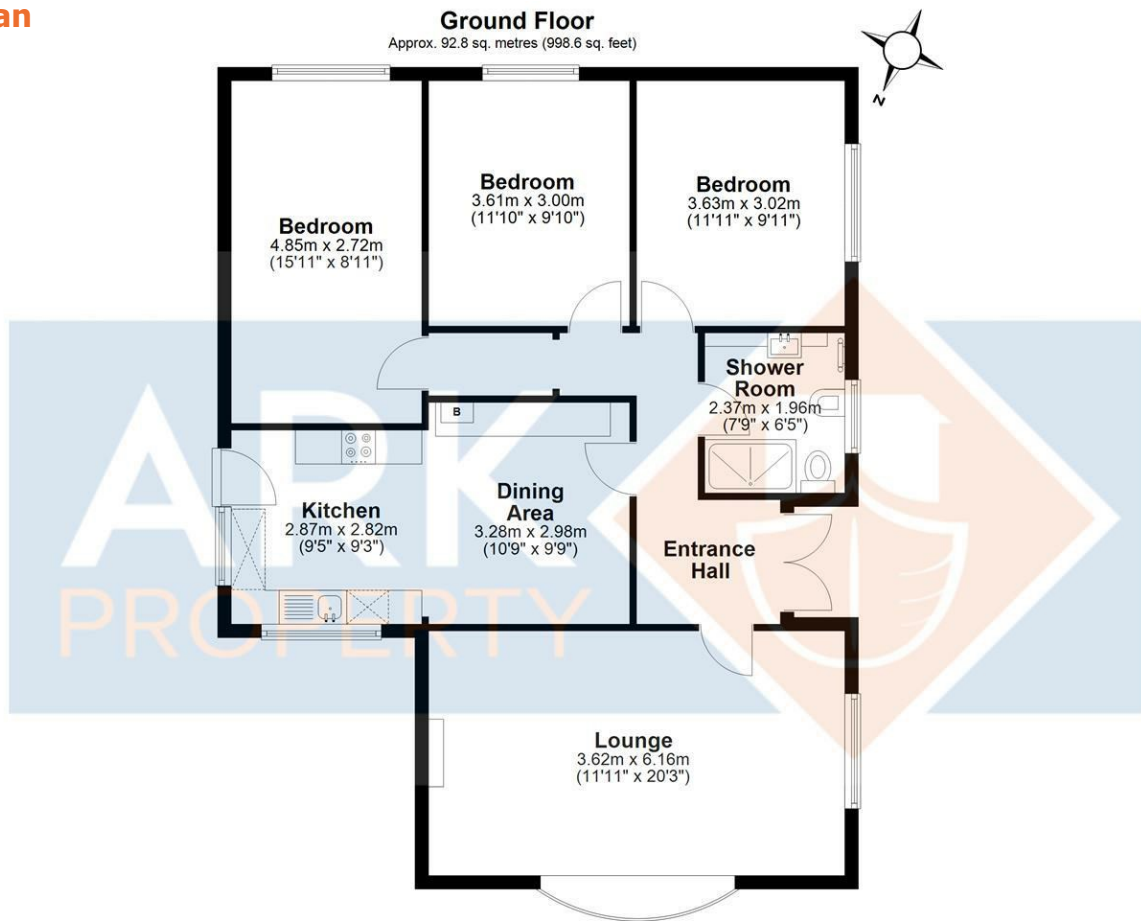 an
Ground Floor
Approx. 92.8 sq. metres (998.6 sq. feet)
N
Bedroom
3.61m x 3.00m
(11'10" x 9'10")
Bedroom
3.63m x 3.02m
(11'11" x 9'11")
Bedroom
4.85m x 2.72m
(15'11" x 8'11")
Shower
Room
2.37m x 1.96m
(7'9" x 6'5")
B
Kitchen
2.87m x 2.82m
(9'5" x 9'3")
Dining
Area
3.28m x 2.98m
(10'9" x 9'9")
Entrance
Hall
Lounge
3.62m x 6.16m
(11'11" x 20'3")
ARK
PROPERTY